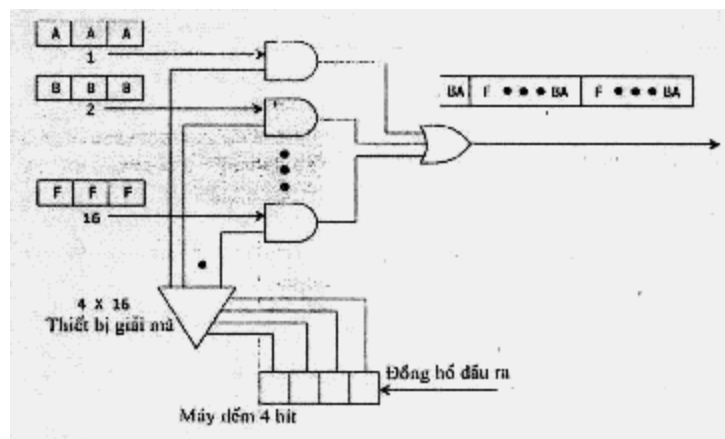 A A A
1
B B B
2
BA F ••• BA F ••• BA
F F F
16
4 X 16
Thiết bị giải mã
Đồng hồ đầu ra
Máy đếm 4 bit